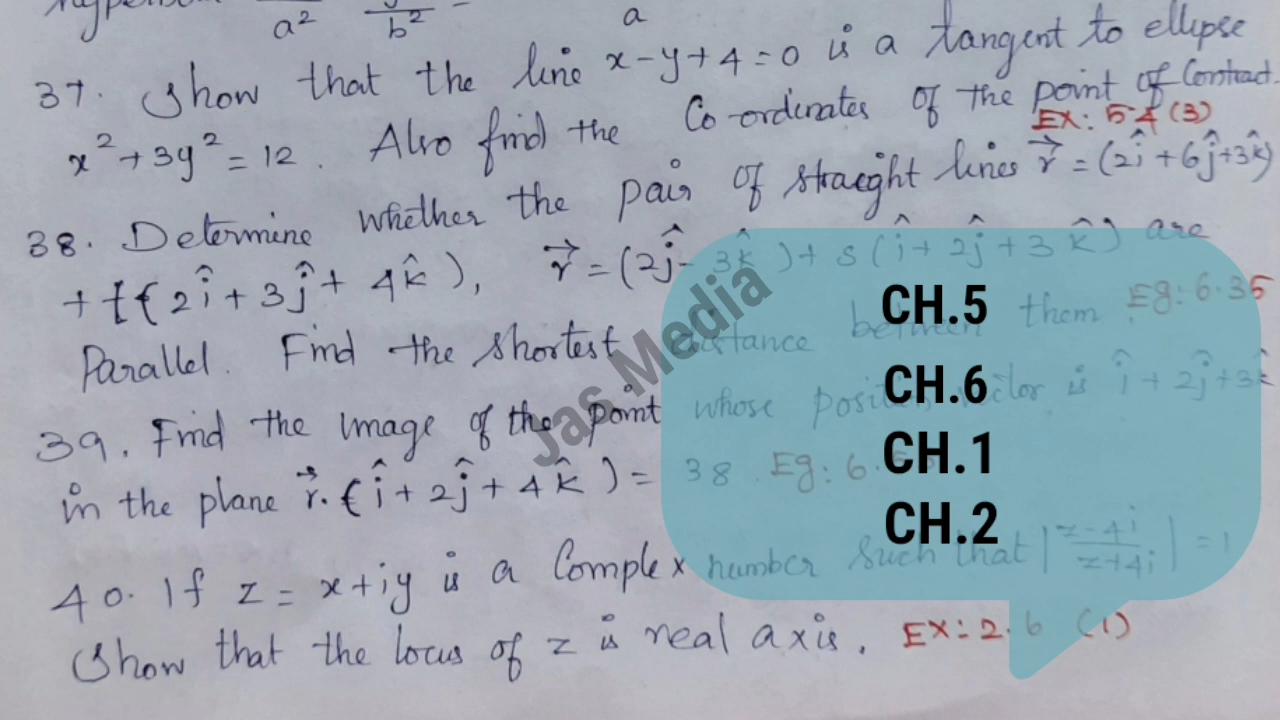 a² b² a
37. Show that the line x-y+4=0 is a tangent to ellipse
x²+3y²=12. Also find the Co-ordinates of the point of Contact.
EX: 5.4 (3)
38. Determine whether the pair of straight lines r⃗ = (2î+6ĵ+3k̂)
+ t(2î+3ĵ+4k̂), r⃗ = (2ĵ-3k̂)+s(î+2ĵ+3k̂) are
Parallel. Find the shortest distance between them. Eg: 6.35
39. Find the image of the point whose position vector is î+2ĵ+3k̂
in the plane r⃗.(î+2ĵ+4k̂)=38. Eg: 6.
40. If z=x+iy is a Complex number such that |z-4i/z+4i|=1
Show that the locus of z is real axis. EX: 2.6 (1)
CH.5
CH.6
CH.1
CH.2
Jas Media